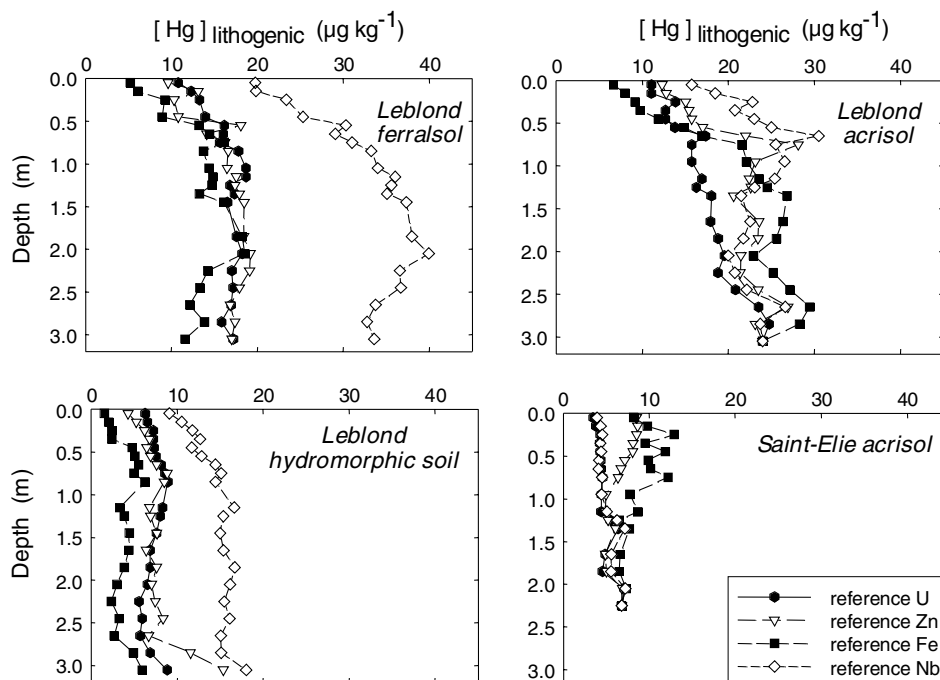 [Hg] lithogenic (µg kg-1)
0 10 20 30 40
0.0
0.5
1.0
1.5
2.0
2.5
3.0
Depth (m)
Leblond
ferralsol
[Hg] lithogenic (µg kg-1)
0 10 20 30 40
0.0
0.5
1.0
1.5
2.0
2.5
3.0
Leblond
acrisol
0 10 20 30 40
0.0
0.5
1.0
1.5
2.0
2.5
3.0
Depth (m)
Leblond
hydromorphic soil
0 10 20 30 40
0.0
0.5
1.0
1.5
2.0
2.5
3.0
Saint-Elie acrisol
reference U
reference Zn
reference Fe
reference Nb